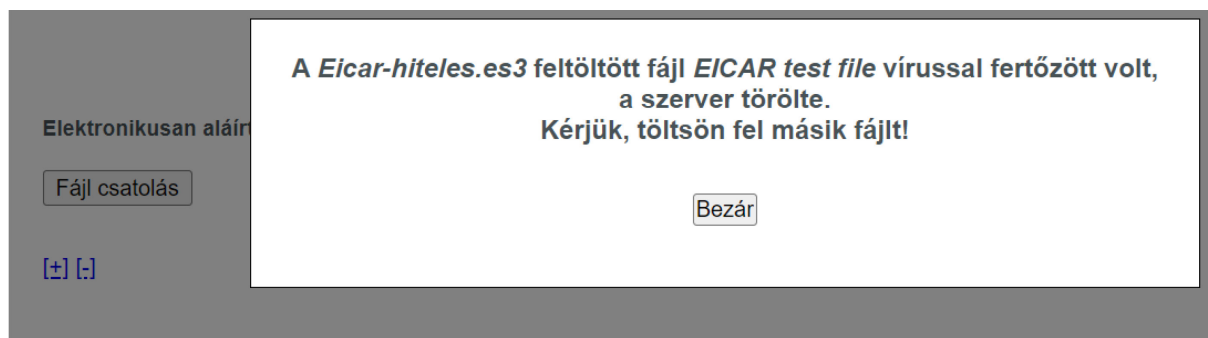 A Eicar-hiteles.es3 feltöltött fájl EICAR test file vírussal fertőzött volt,
a szerver törölte.
Kérjük, töltsön fel másik fájlt!
Bezár
Elektronikusan aláírt
Fájl csatolás
[+] [-]